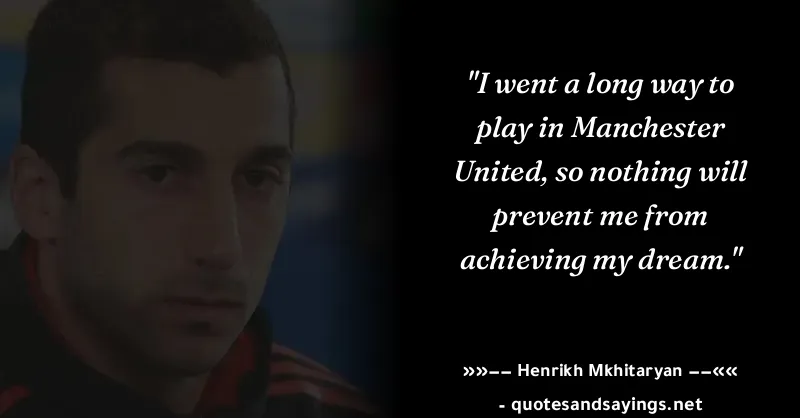 "I went a long way to
play in Manchester
United, so nothing will
prevent me from
achieving my dream."
»»–– Henrikh Mkhitaryan ––««
- quotesandsayings.net